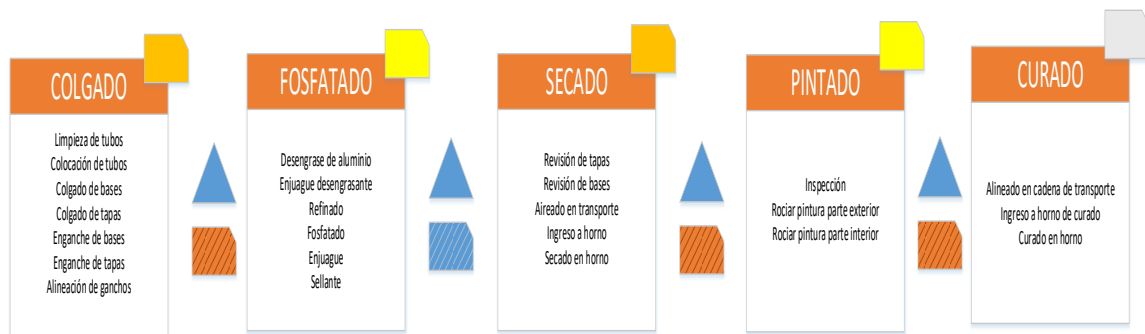 COLGADO
Limpieza de tubos
Colocación de tubos
Colgado de bases
Colgado de tapas
Enganche de bases
Enganche de tapas
Alineación de ganchos
FOSFATADO
Desengrase de aluminio
Enjuague desengrasante
Refinado
Fosfatado
Enjuague
Sellante
SECADO
Revisión de tapas
Revisión de bases
Aireado en transporte
Ingreso a horno
Secado en horno
PINTADO
Inspección
Rociar pintura parte exterior
Rociar pintura parte interior
CURADO
Alineado en cadena de transporte
Ingreso a horno de curado
Curado en horno